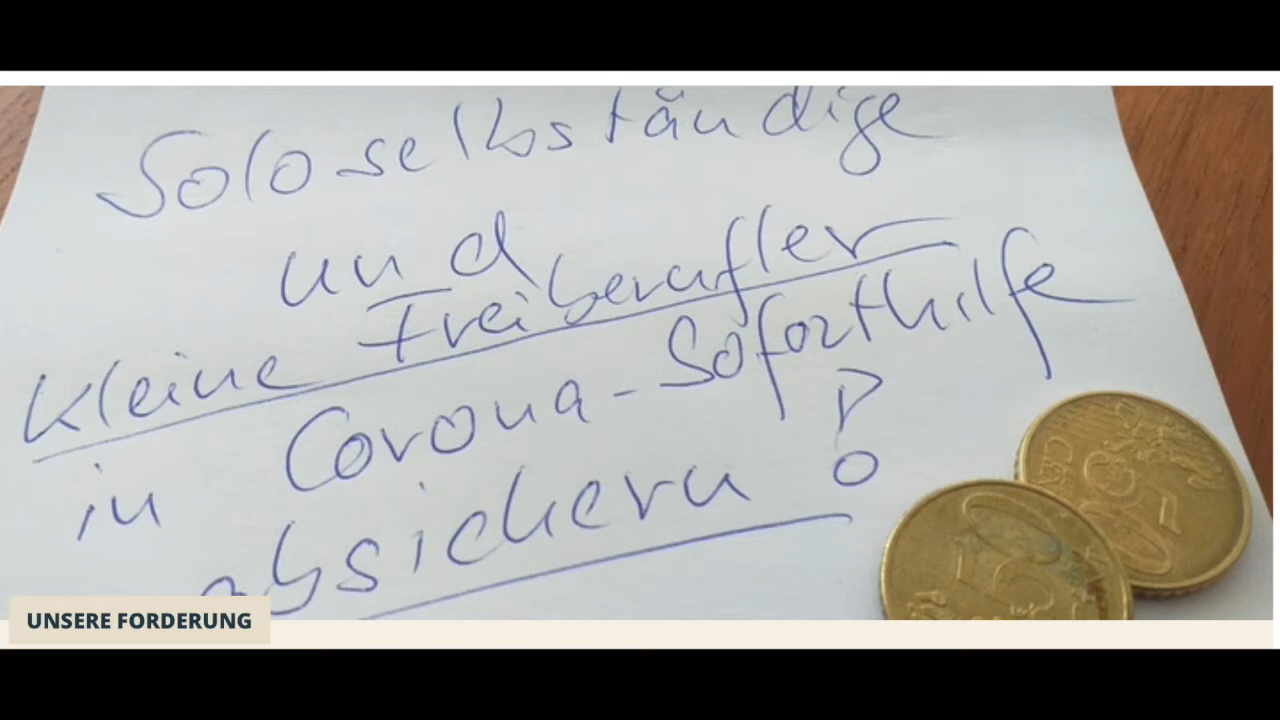 Soloselbständige
und
kleine Freiberufler
in Corona-Soforthilfe
absichern!
UNSERE FORDERUNG